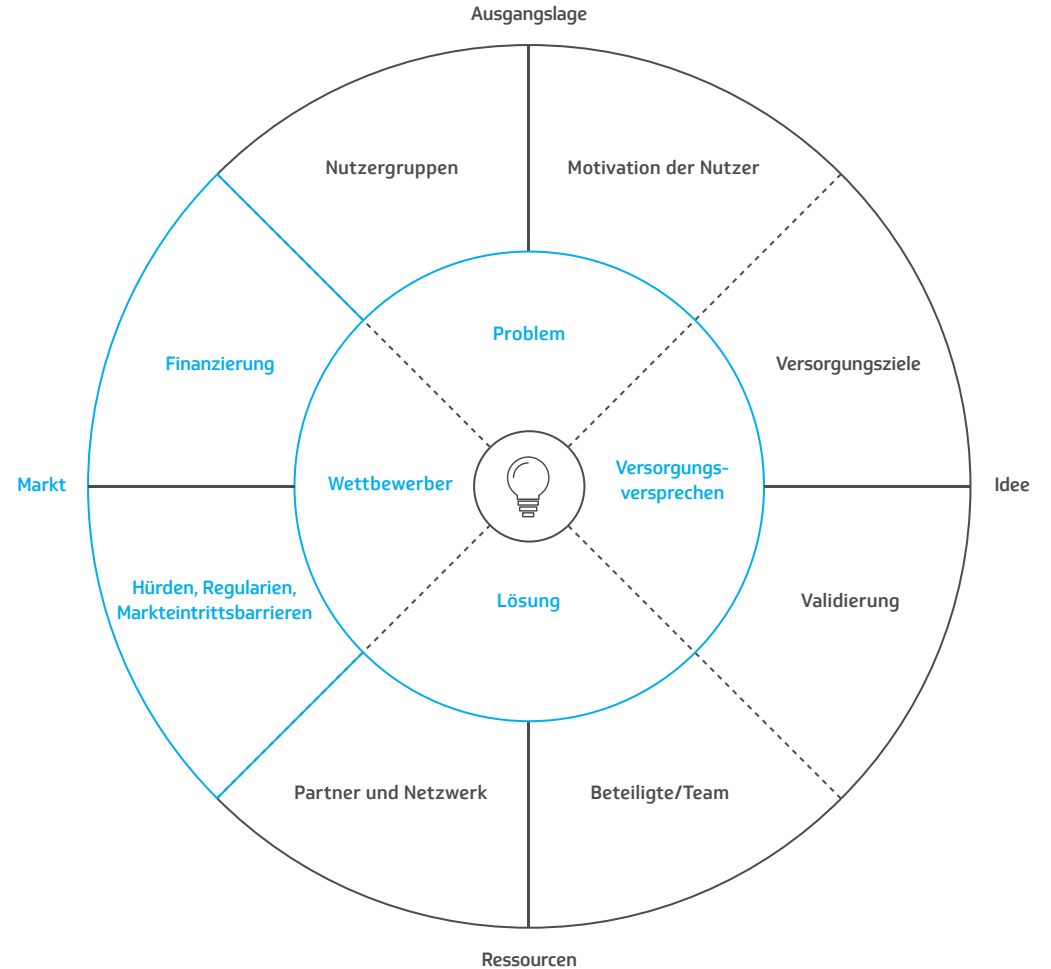 Ausgangslage
Nutzergruppen
Motivation der Nutzer
Problem
Finanzierung
Versorgungsziele
Markt
Wettbewerber
Versorgungs-
versprechen
Idee
Hürden, Regularien,
Markteintrittsbarrieren
Lösung
Validierung
Partner und Netzwerk
Beteiligte/Team
Ressourcen